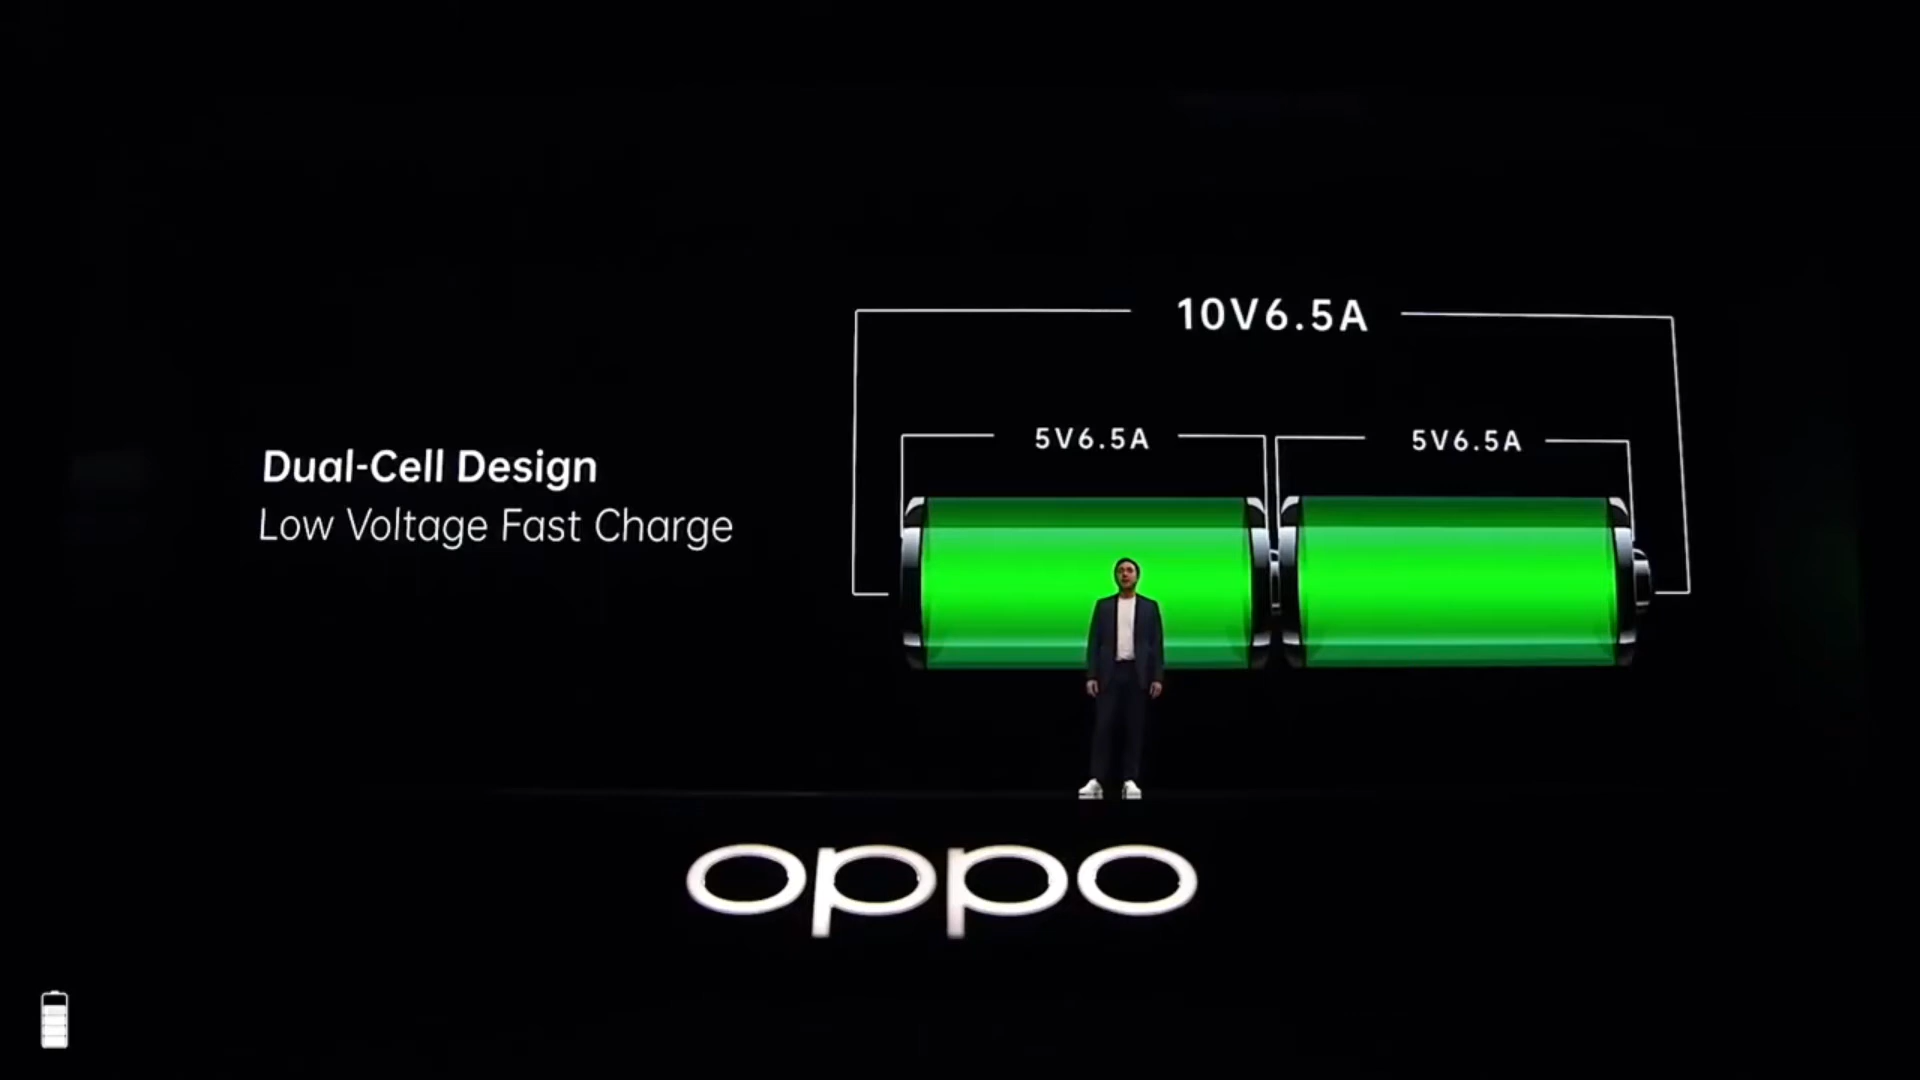 10V6.5A
5V6.5A
5V6.5A
Dual-Cell Design
Low Voltage Fast Charge
oppo